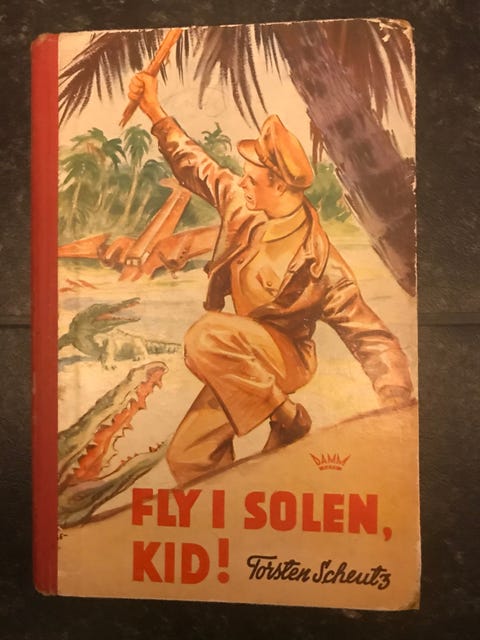 DAMM
FLY I SOLEN,
KID! Torsten Scheutz